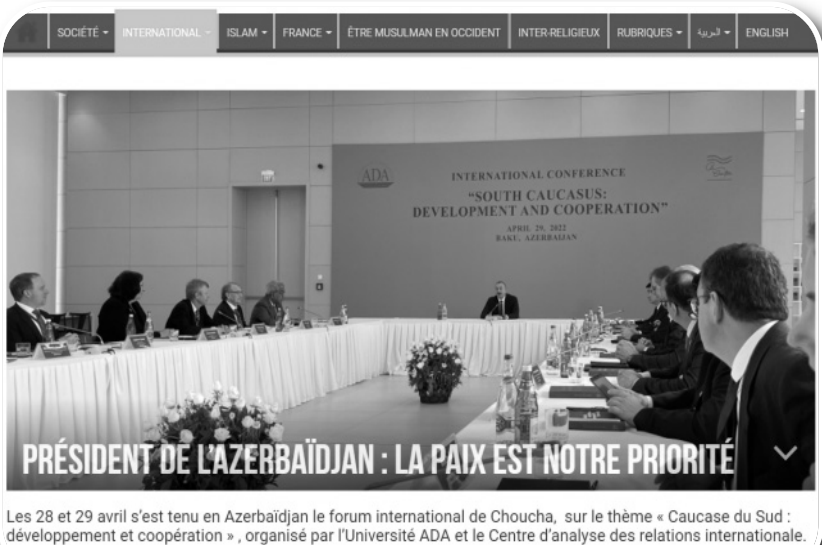 SOCIÉTÉ INTERNATIONAL ISLAM FRANCE ÊTRE MUSULMAN EN OCCIDENT INTER-RELIGIEUX RUBRIQUES العربية ENGLISH
ADA
INTERNATIONAL CONFERENCE
“SOUTH CAUCASUS:
DEVELOPMENT AND COOPERATION”
APRIL 29, 2022
BAKU, AZERBAIJAN
PRÉSIDENT DE L’AZERBAÏDJAN : LA PAIX EST NOTRE PRIORITÉ
Les 28 et 29 avril s’est tenu en Azerbaïdjan le forum international de Choucha, sur le thème « Caucase du Sud :
développement et coopération » , organisé par l’Université ADA et le Centre d’analyse des relations internationale.